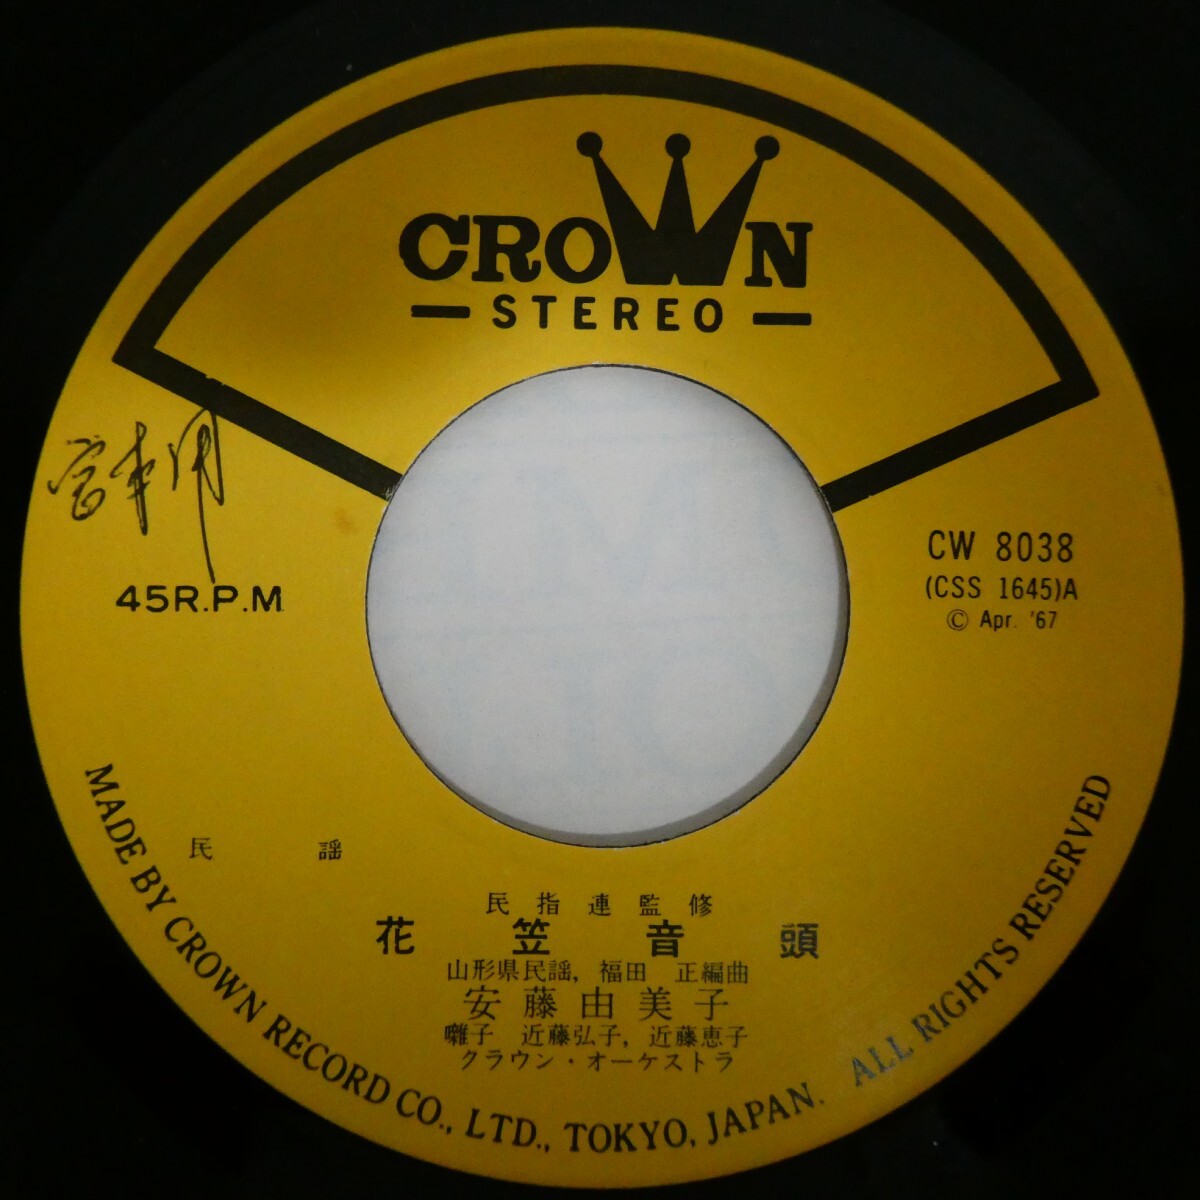 CROWN
STEREO
45R.P.M
CW 8038
(CSS 1645)A
© Apr. '67
民謡
民指連監修
花笠音頭
山形県民謡, 福田 正編曲
安藤由美子
囃子 近藤弘子, 近藤恵子
クラウン・オーケストラ
MADE BY CROWN RECORD CO., LTD., TOKYO, JAPAN. ALL RIGHTS RESERVED